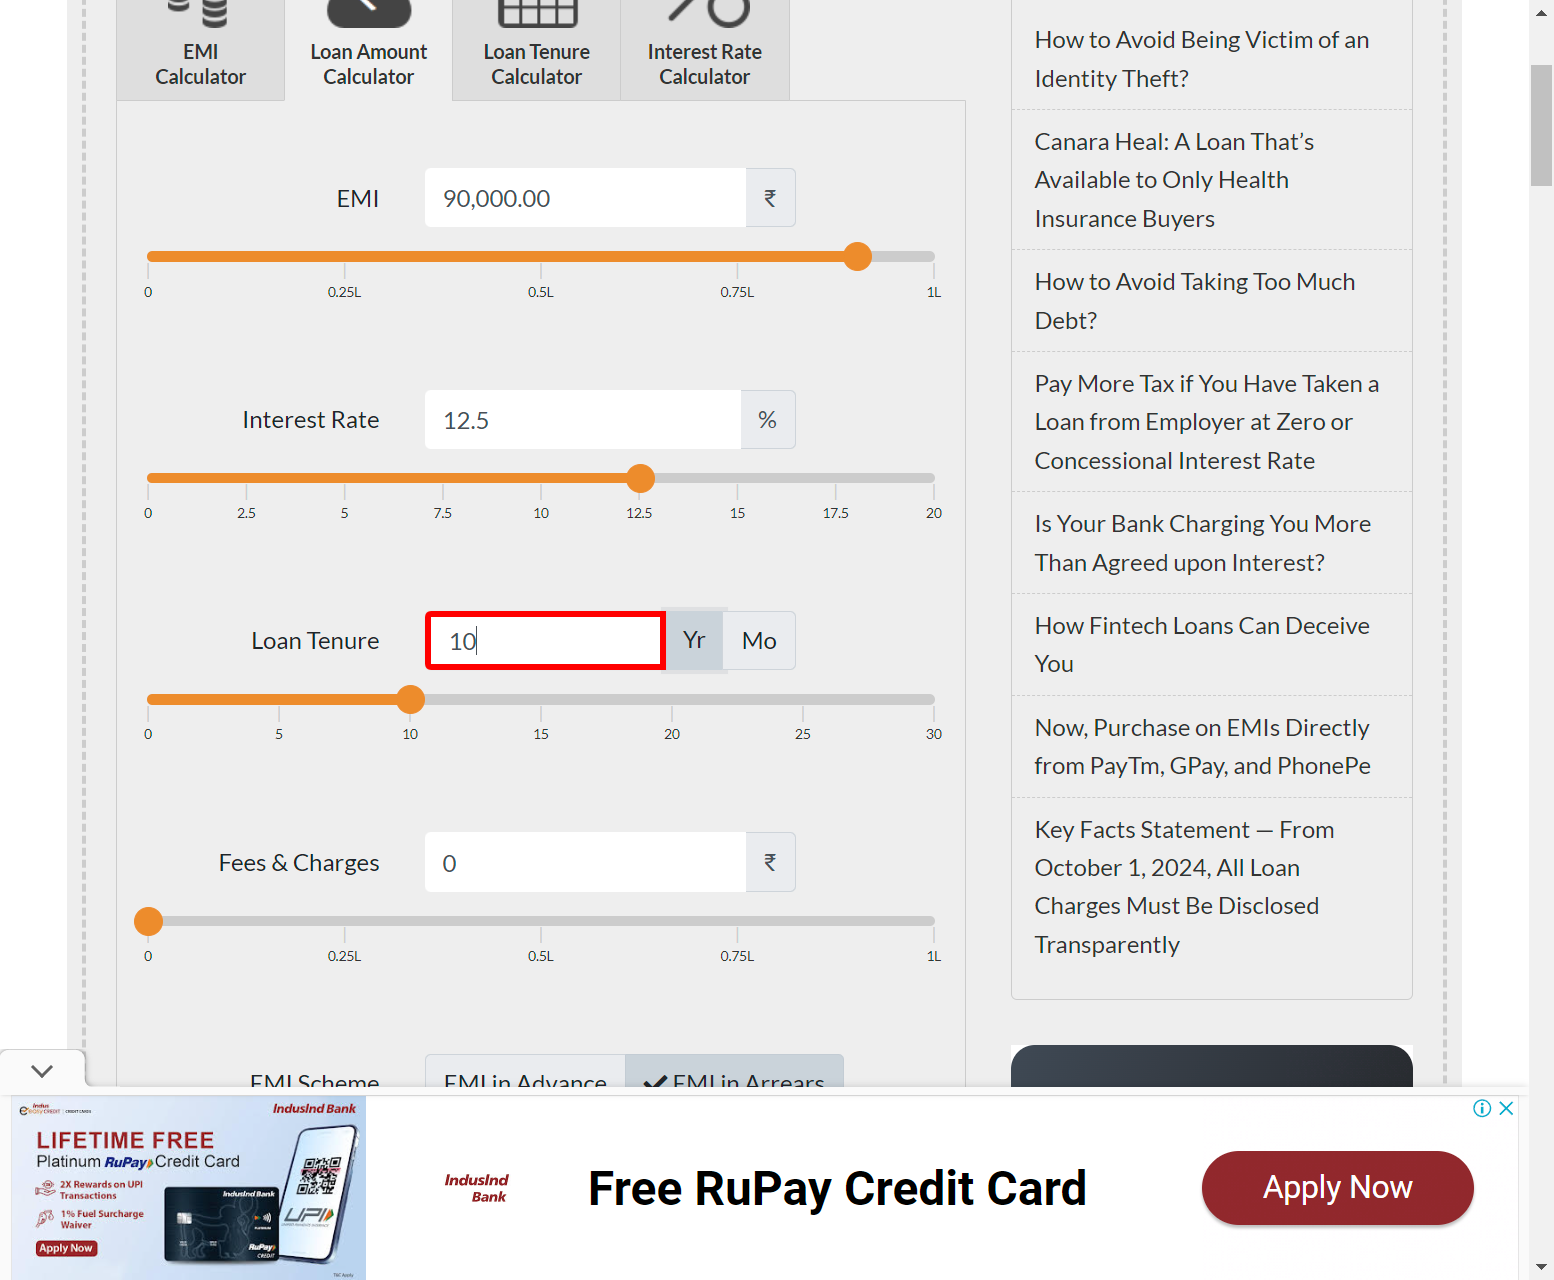 EMI
Calculator
Loan Amount
Calculator
Loan Tenure
Calculator
Interest Rate
Calculator
EMI
90,000.00
₹
0 0.25L 0.5L 0.75L 1L
Interest Rate
12.5
%
0 2.5 5 7.5 10 12.5 15 17.5 20
Loan Tenure
10
Yr
Mo
0 5 10 15 20 25 30
Fees & Charges
0
₹
0 0.25L 0.5L 0.75L 1L
EMI Scheme
EMI in Advance
EMI in Arrears
How to Avoid Being Victim of an
Identity Theft?
Canara Heal: A Loan That’s
Available to Only Health
Insurance Buyers
How to Avoid Taking Too Much
Debt?
Pay More Tax if You Have Taken a
Loan from Employer at Zero or
Concessional Interest Rate
Is Your Bank Charging You More
Than Agreed upon Interest?
How Fintech Loans Can Deceive
You
Now, Purchase on EMIs Directly
from PayTm, GPay, and PhonePe
Key Facts Statement — From
October 1, 2024, All Loan
Charges Must Be Disclosed
Transparently
IndusInd Bank
LIFETIME FREE
Platinum RuPay Credit Card
2X Rewards on UPI
Transactions
1% Fuel Surcharge
Waiver
Apply Now
IndusInd Bank
PLATINUM
RuPay
CREDIT
UPI
IndusInd
Bank
Free RuPay Credit Card
Apply Now